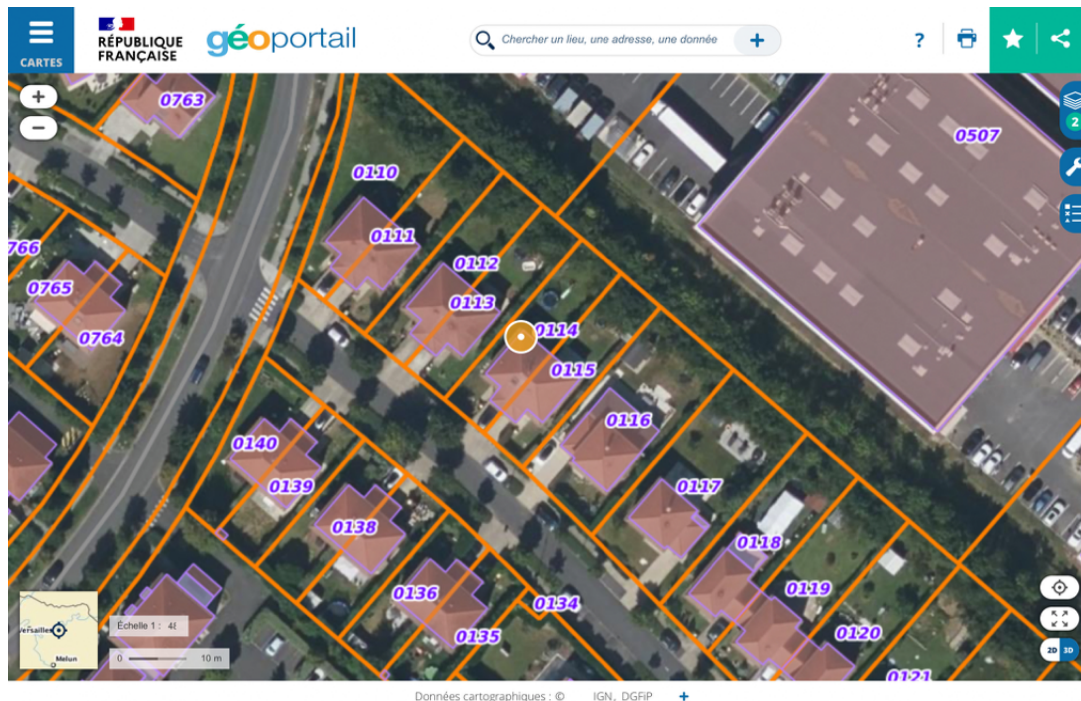 CARTES
RÉPUBLIQUE
FRANÇAISE
géoportail
Chercher un lieu, une adresse, une donnée
+
?
+
−
2
0763
0507
0110
0111
0766
0112
0765
0113
0764
0114
0115
0116
0140
0139
0117
0138
0118
0119
0136
0134
0120
0135
0121
Versailles
Melun
Échelle 1 :
0
10 m
2D 3D
Données cartographiques : © IGN, DGFiP +